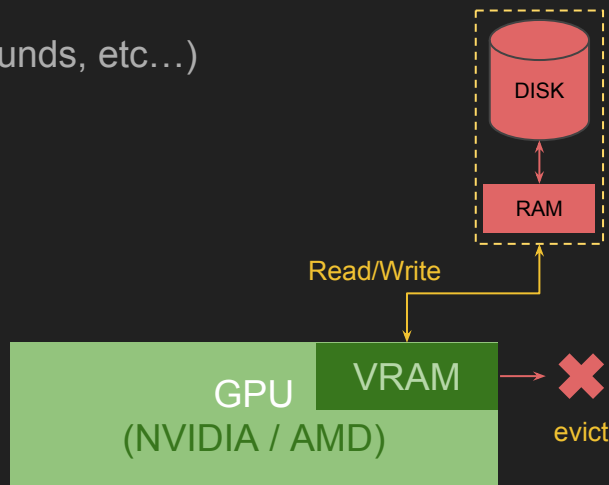 unds, etc…)
DISK
RAM
Read/Write
VRAM
GPU
(NVIDIA / AMD)
evict